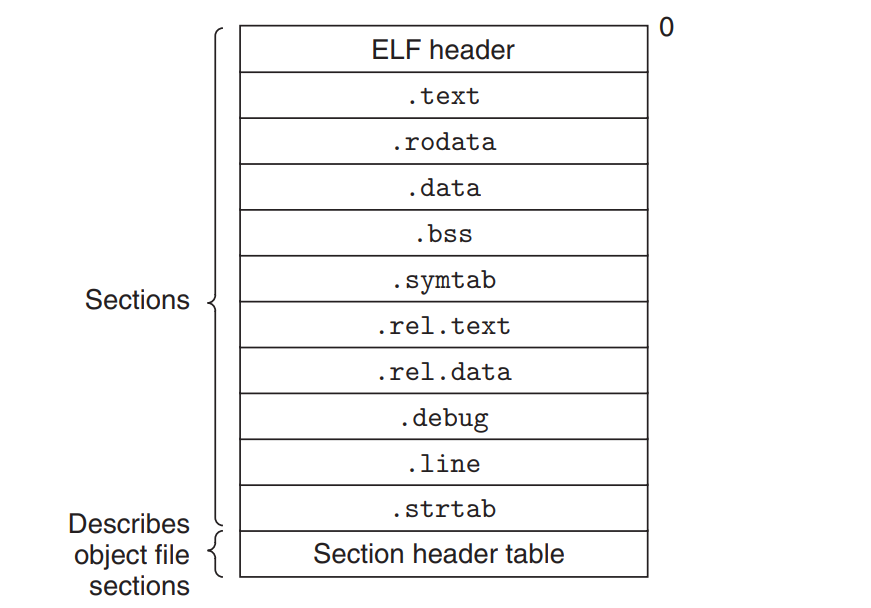 0
ELF header
.text
.rodata
.data
.bss
.symtab
Sections
.rel.text
.rel.data
.debug
.line
.strtab
Describes
object file
sections
Section header table